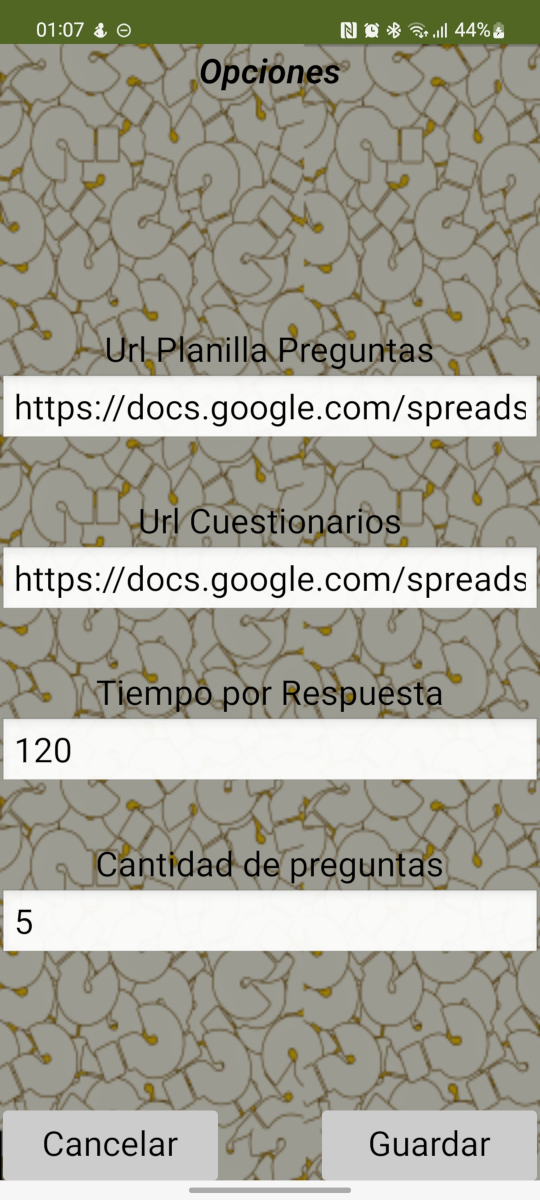 01:07
44%
Opciones
Url Planilla Preguntas
https://docs.google.com/spreads
Url Cuestionarios
https://docs.google.com/spreads
Tiempo por Respuesta
120
Cantidad de preguntas
5
Cancelar
Guardar